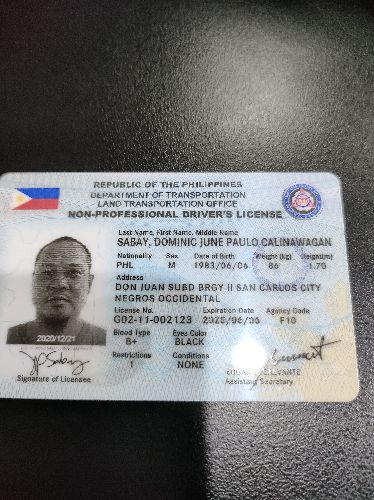 REPUBLIC OF THE PHILIPPINES
DEPARTMENT OF TRANSPORTATION
LAND TRANSPORTATION OFFICE
NON-PROFESSIONAL DRIVER'S LICENSE
Last Name, First Name, Middle Name
SABAY, DOMINIC JUNE PAULO CALINAWAGAN
Nationality Sex Date of Birth Weight (kg) Height(m)
PHL M 1983/06/06 86 1.70
Address
DON JUAN SUBD BRGY II SAN CARLOS CITY
NEGROS OCCIDENTAL
License No. Expiration Date Agency Code
G02-11-002123 2025/06/06 F10
Blood Type Eyes Color
B+ BLACK
Restrictions Conditions
1 NONE
2020/12/21
Signature of Licensee
Assistant Secretary